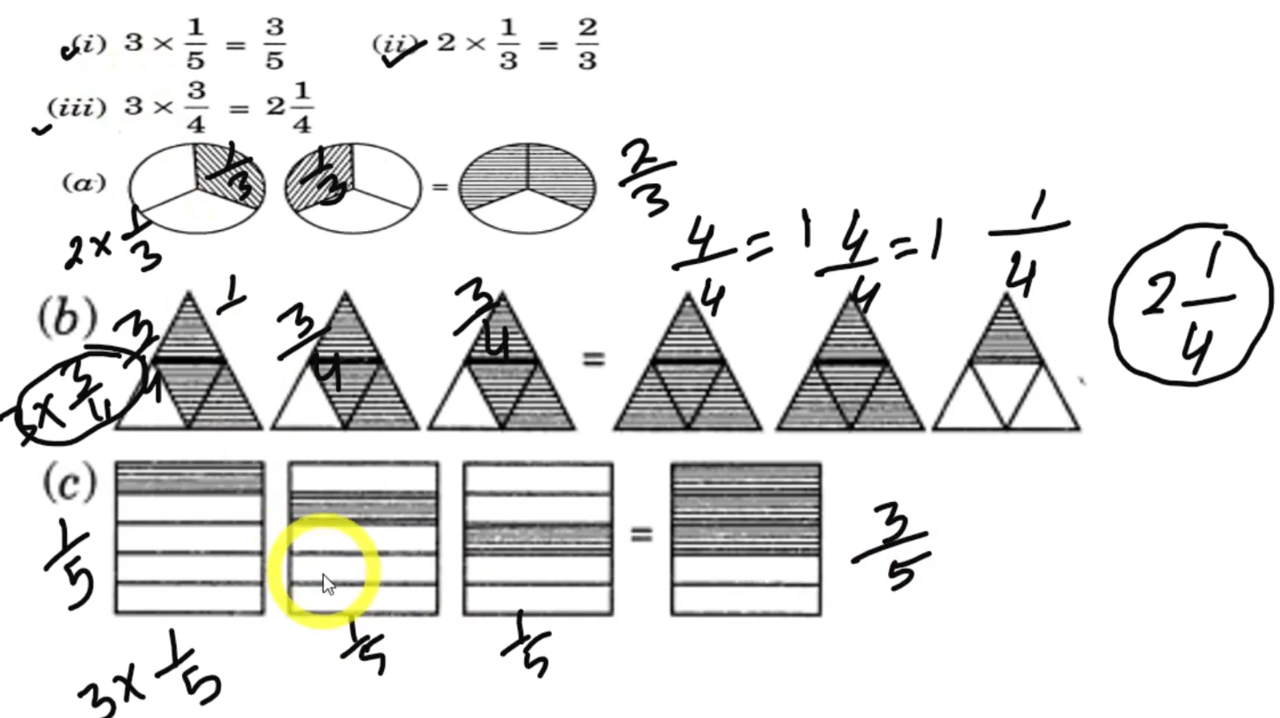 (i) 3 × 1/5 = 3/5 (ii) 2 × 1/3 = 2/3
(iii) 3 × 3/4 = 2 1/4
(a) 1/3 1/3 = 2/3
2 × 1/3
4/4 = 1 4/4 = 1 1/4 2 1/4
(b) 3/4 1 3/4 3/4 =
× 3/4
(c) =
1/5 3/5
3 × 1/5 1/5 1/5